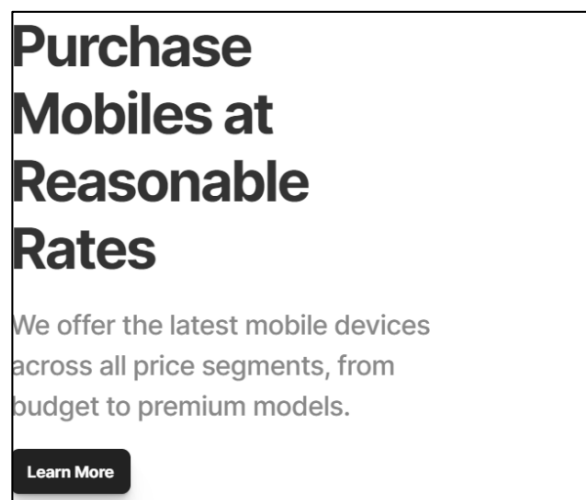 Purchase
Mobiles at
Reasonable
Rates
We offer the latest mobile devices
across all price segments, from
budget to premium models.
Learn More